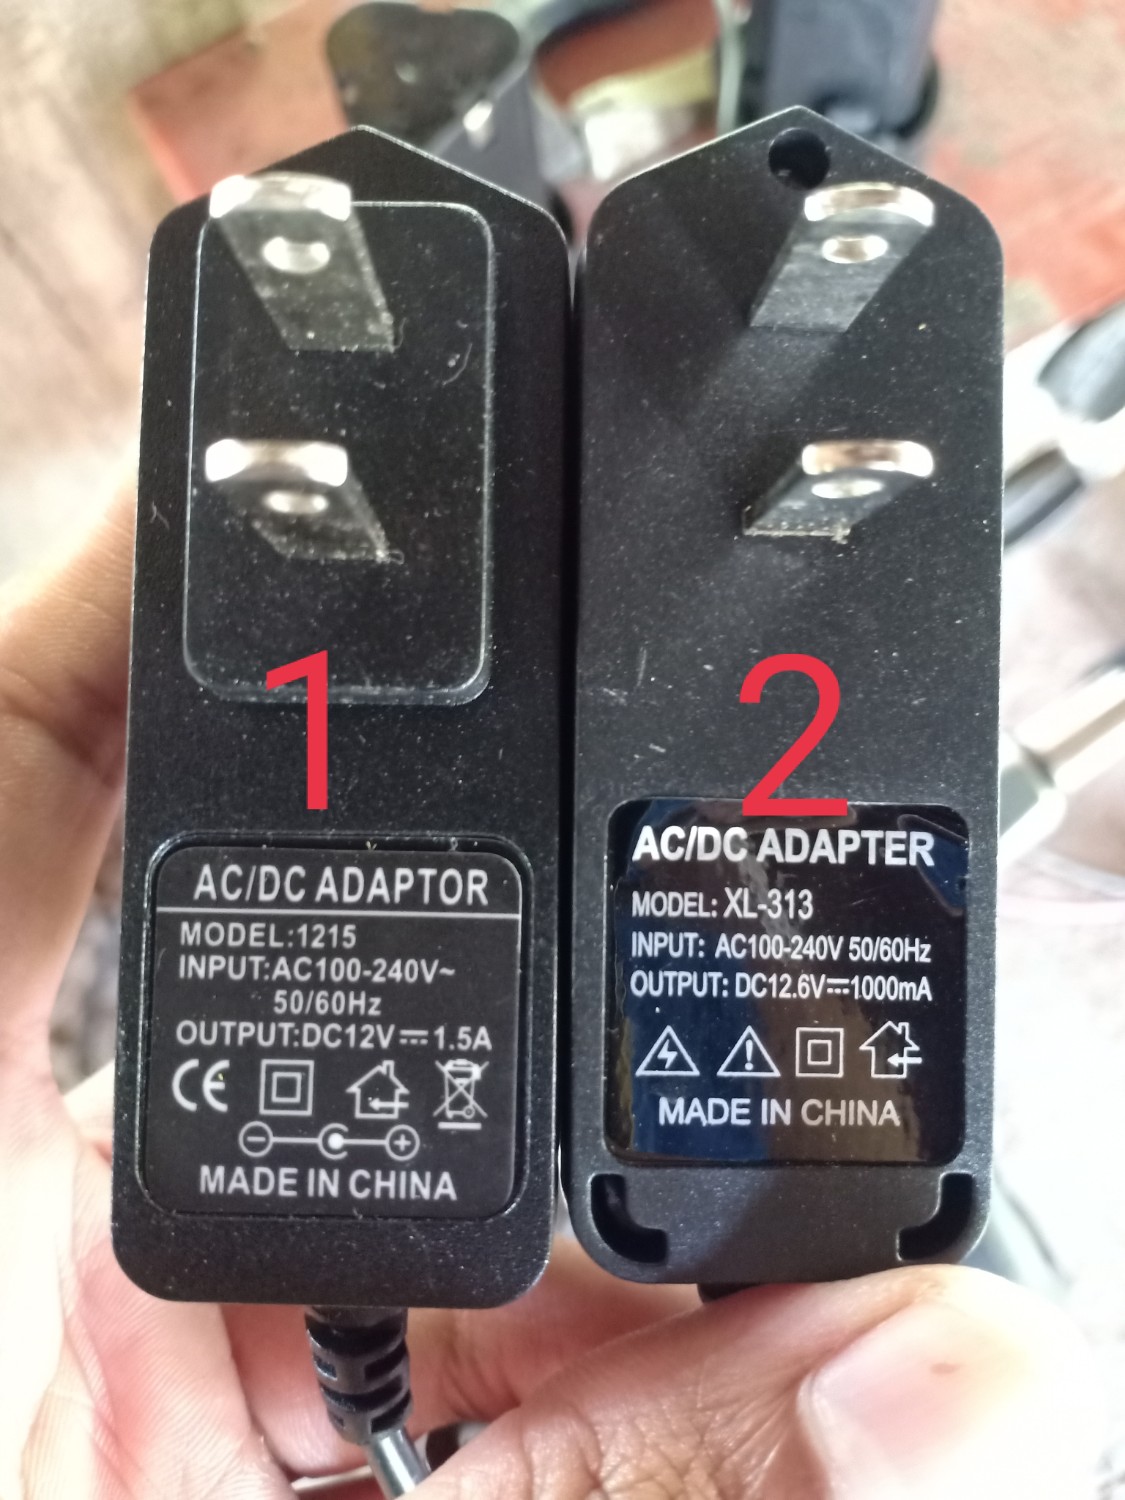 1
AC/DC ADAPTOR
MODEL:1215
INPUT:AC100-240V~
50/60Hz
OUTPUT:DC12V⎓1.5A
CE
MADE IN CHINA
2
AC/DC ADAPTER
MODEL: XL-313
INPUT: AC100-240V 50/60Hz
OUTPUT: DC12.6V⎓1000mA
MADE IN CHINA